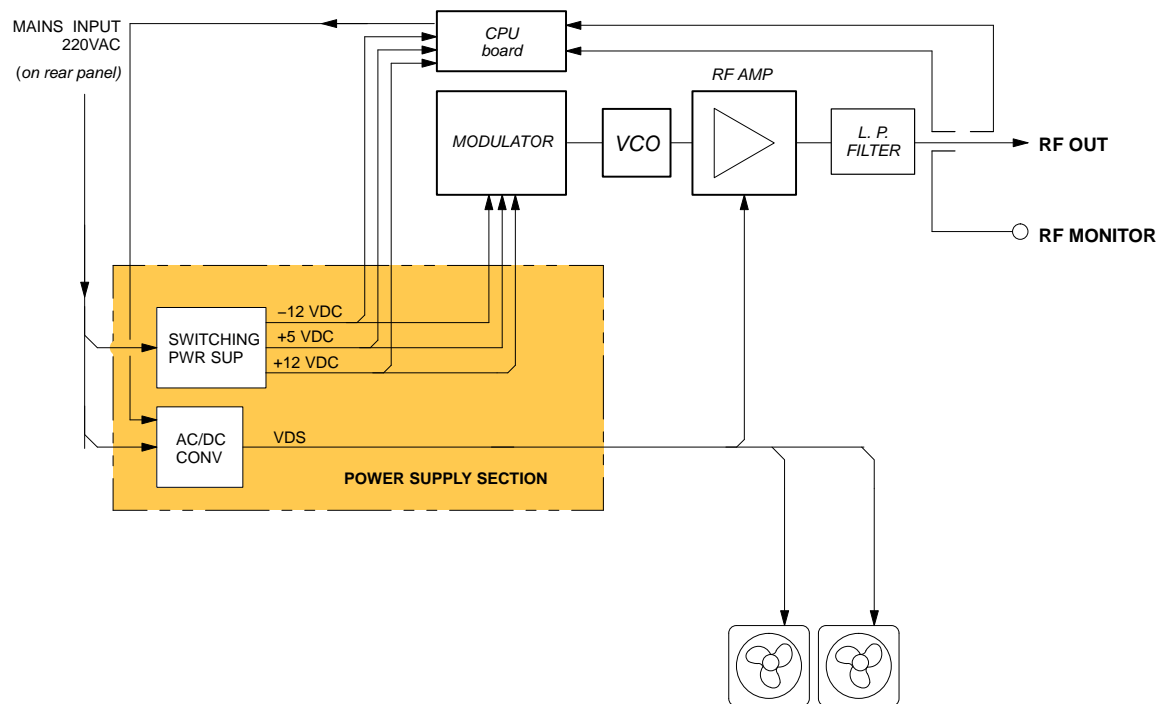 MAINS INPUT
220VAC
(on rear panel)
CPU
board
RF AMP
MODULATOR
VCO
L. P.
FILTER
RF OUT
RF MONITOR
SWITCHING
PWR SUP
–12 VDC
+5 VDC
+12 VDC
AC/DC
CONV
VDS
POWER SUPPLY SECTION